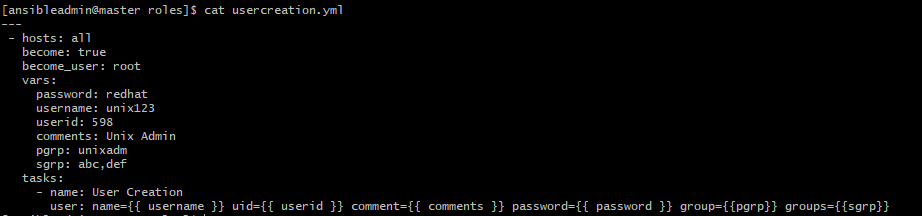 [ansibleadmin@master roles]$ cat usercreation.yml
---
 - hosts: all
   become: true
   become_user: root
   vars:
     password: redhat
     username: unix123
     userid: 598
     comments: Unix Admin
     pgrp: unixadm
     sgrp: abc,def
   tasks:
     - name: User Creation
       user: name={{ username }} uid={{ userid }} comment={{ comments }} password={{ password }} group={{pgrp}} groups={{sgrp}}